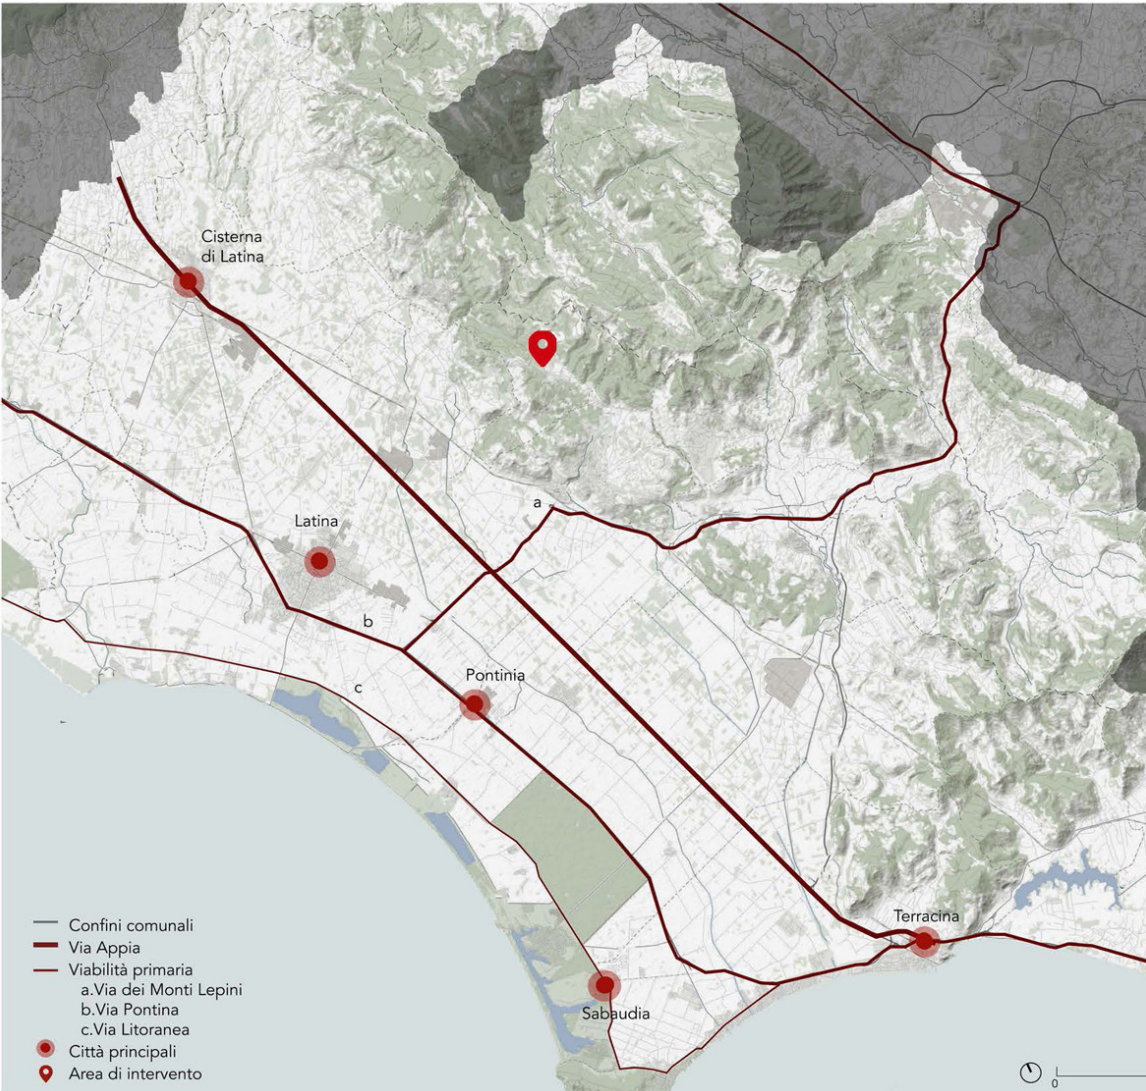 Cisterna
di Latina
a
Latina
b
Pontinia
c
Terracina
Sabaudia
Confini comunali
Via Appia
Viabilità primaria
a.Via dei Monti Lepini
b.Via Pontina
c.Via Litoranea
Città principali
Area di intervento
0